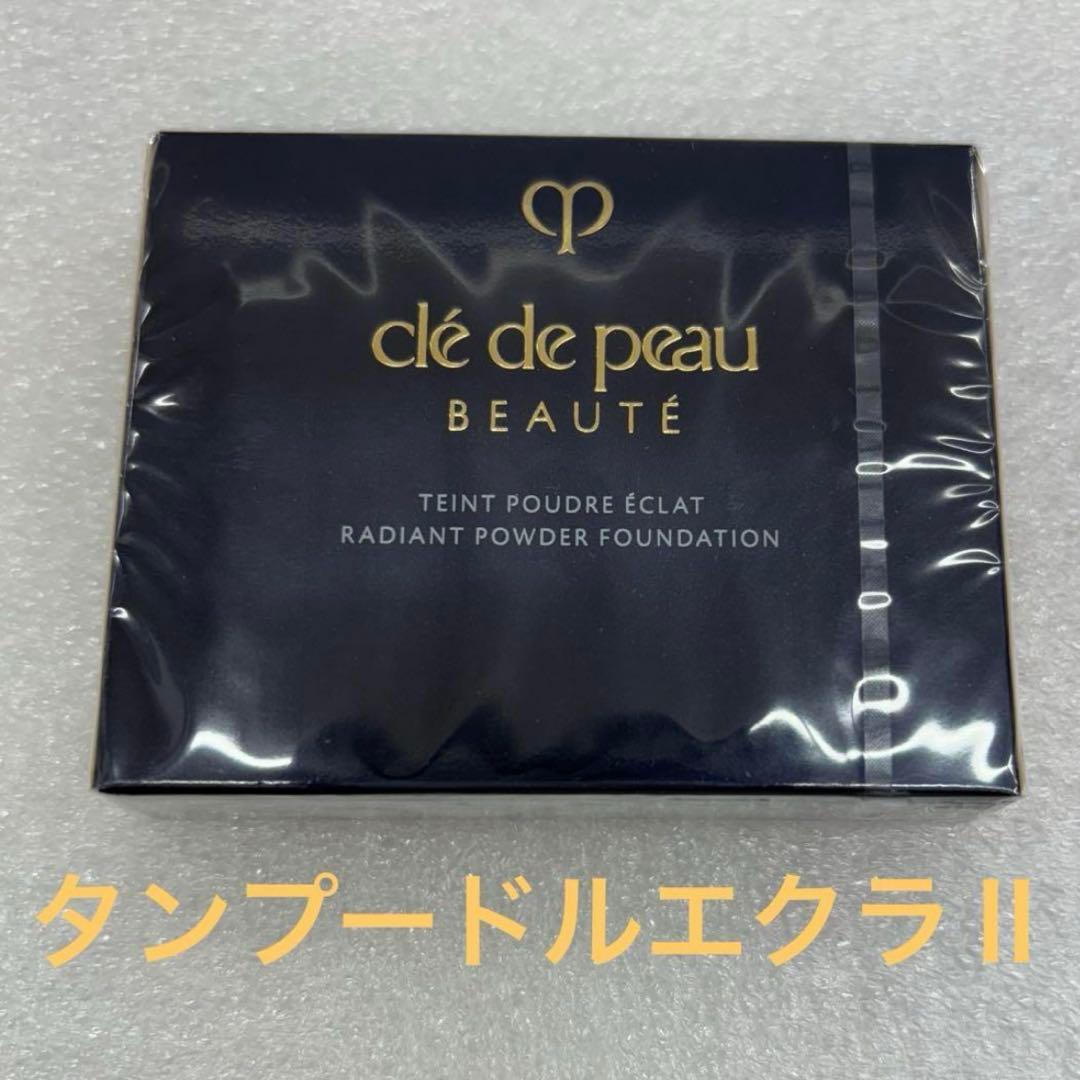 clé de peau
BEAUTÉ
TEINT POUDRE ÉCLAT
RADIANT POWDER FOUNDATION
タンプードルエクラⅡ